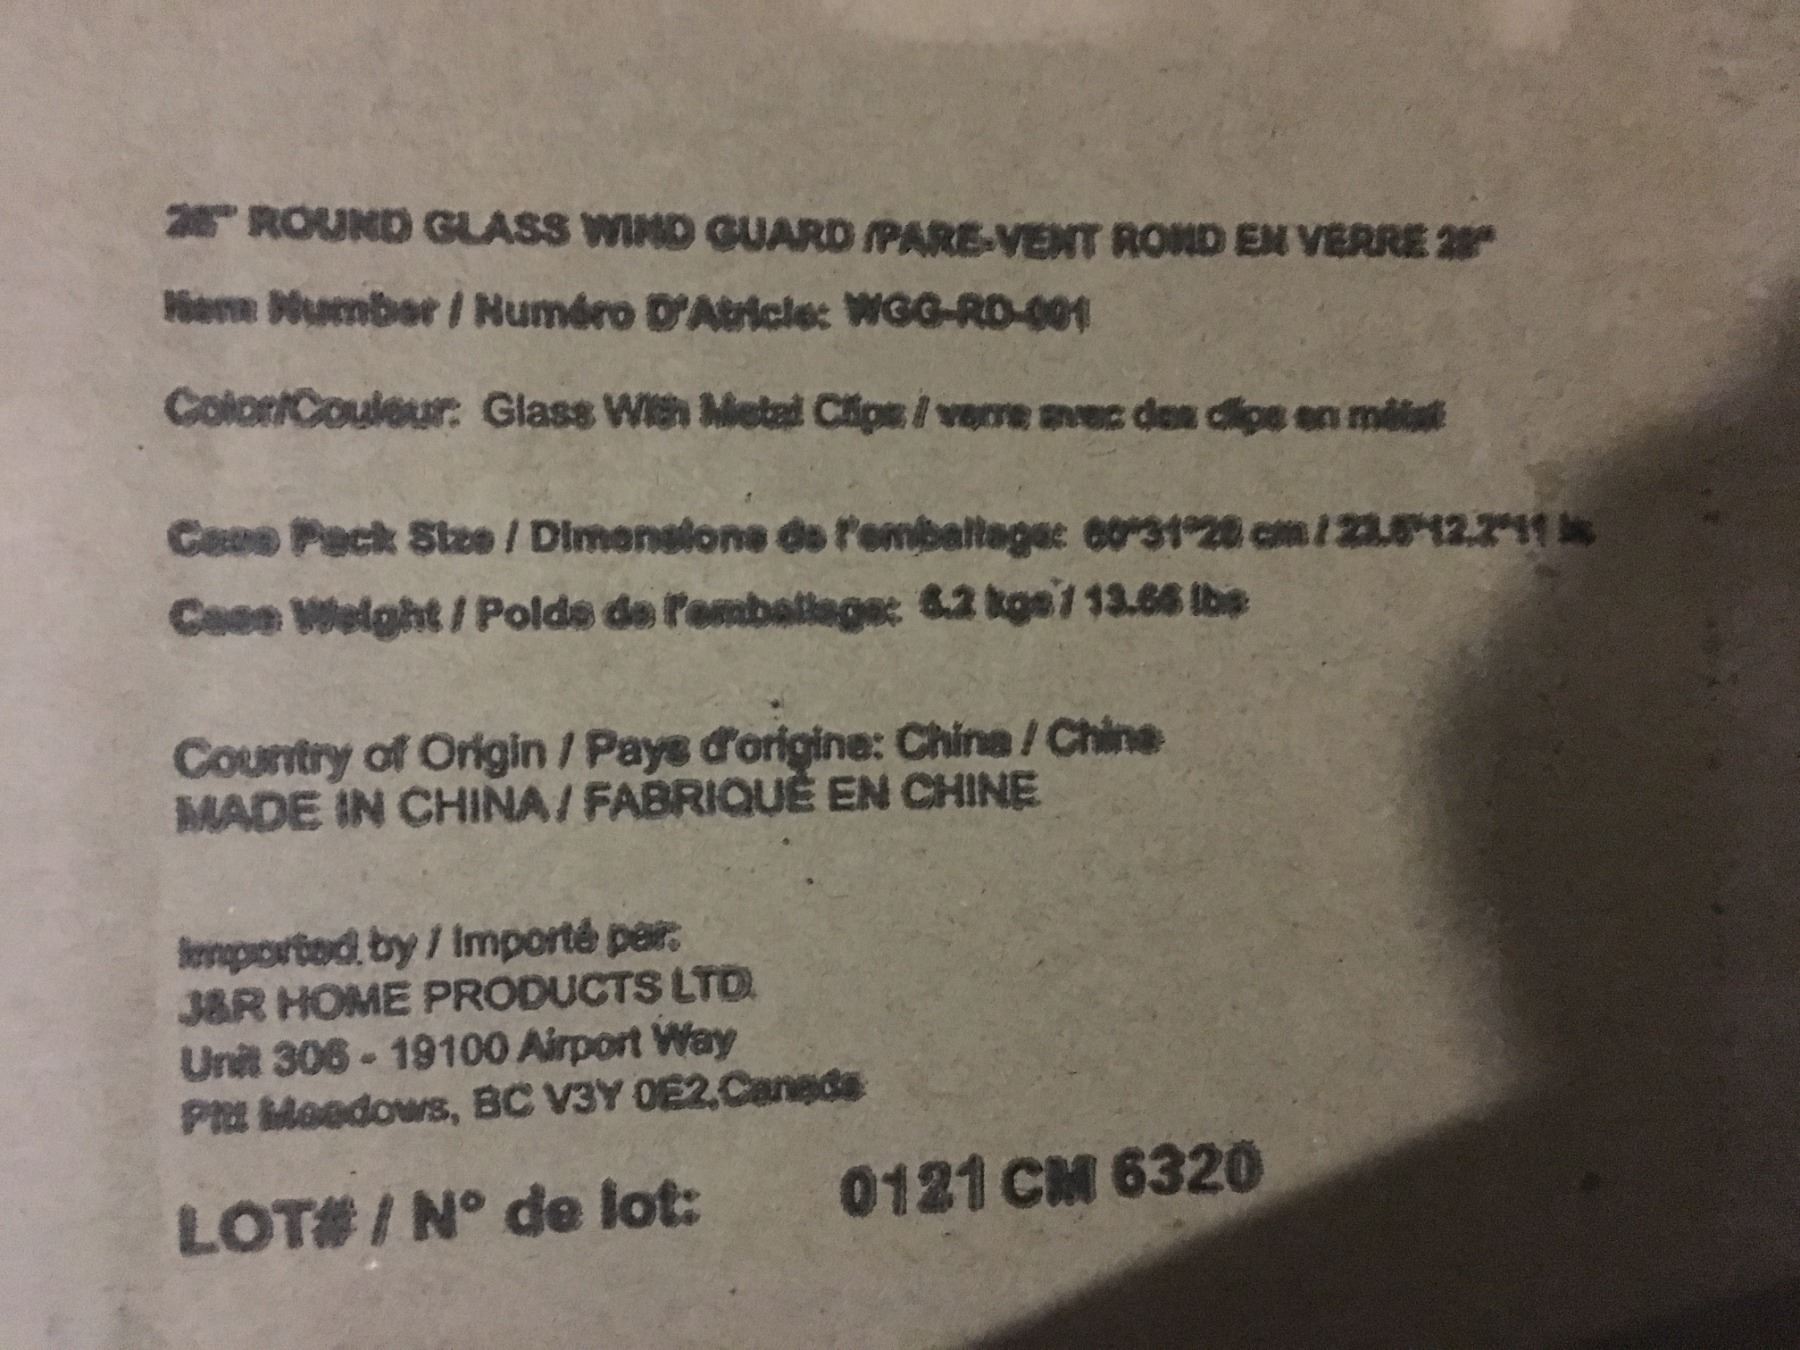 ROUND GLASS WIND GUARD /PARE-VENT ROND EN VERRE
Item Number / Numéro D'Atricle: WGG-RD-001
Color/Couleur: Glass With Metal Clips / verre avec des clips en métal
Case Pack Size / Dimensions de l'emballage: 60*31*28 cm / 23.6*12.2*11 in
Case Weight / Poids de l'emballage: 6.2 kgs / 13.66 lbs
Country of Origin / Pays d'origine: China / Chine
MADE IN CHINA / FABRIQUÉ EN CHINE
Imported by / Importé par:
J&R HOME PRODUCTS LTD.
Unit 306 - 19100 Airport Way
Pitt Meadows, BC V3Y 0E2,Canada
LOT# / N° de lot: 0121 CM 6320